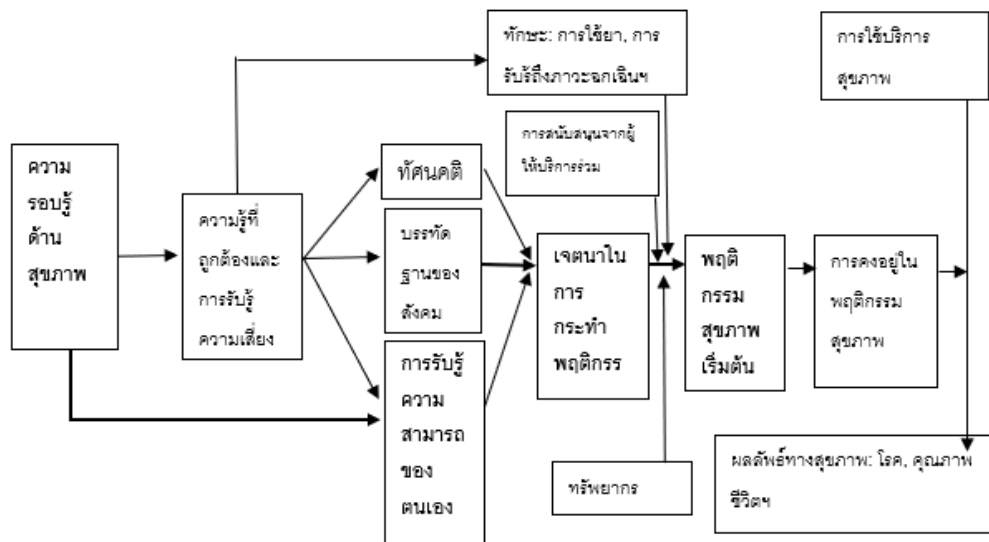 ทักษะ: การใช้ยา, การ
รับรู้ถึงภาวะฉุกเฉินฯ
การใช้บริการ
สุขภาพ
การสนับสนุนจากผู้
ให้บริการร่วม
ความ
รอบรู้
ด้าน
สุขภาพ
ความรู้ที่
ถูกต้องและ
การรับรู้
ความเสี่ยง
ทัศนคติ
บรรทัด
ฐานของ
สังคม
การรับรู้
ความ
สามารถ
ของ
ตนเอง
เจตนาใน
การ
กระทำ
พฤติกรร
พฤติ
กรรม
สุขภาพ
เริ่มต้น
การคงอยู่ใน
พฤติกรรม
สุขภาพ
ทรัพยากร
ผลลัพธ์ทางสุขภาพ: โรค, คุณภาพ
ชีวิตฯ